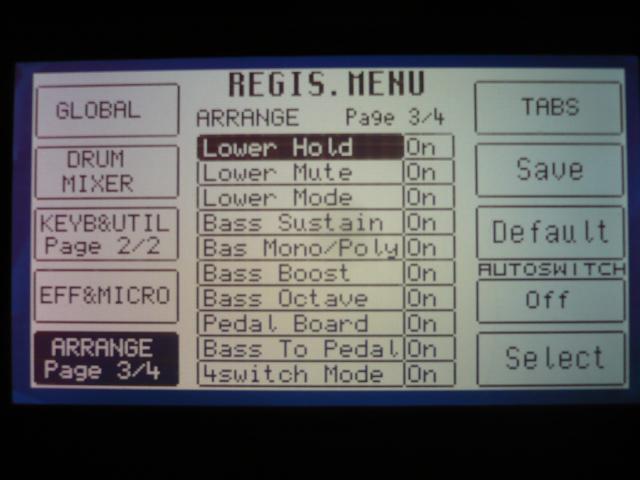 REGIS. MENU
ARRANGE Page 3/4
GLOBAL
DRUM
MIXER
KEYB&UTIL
Page 2/2
EFF&MICRO
ARRANGE
Page 3/4
Lower Hold On
Lower Mute On
Lower Mode On
Bass Sustain On
Bas Mono/Poly On
Bass Boost On
Bass Octave On
Pedal Board On
Bass To Pedal On
4switch Mode On
TABS
Save
Default
AUTOSWITCH
Off
Select